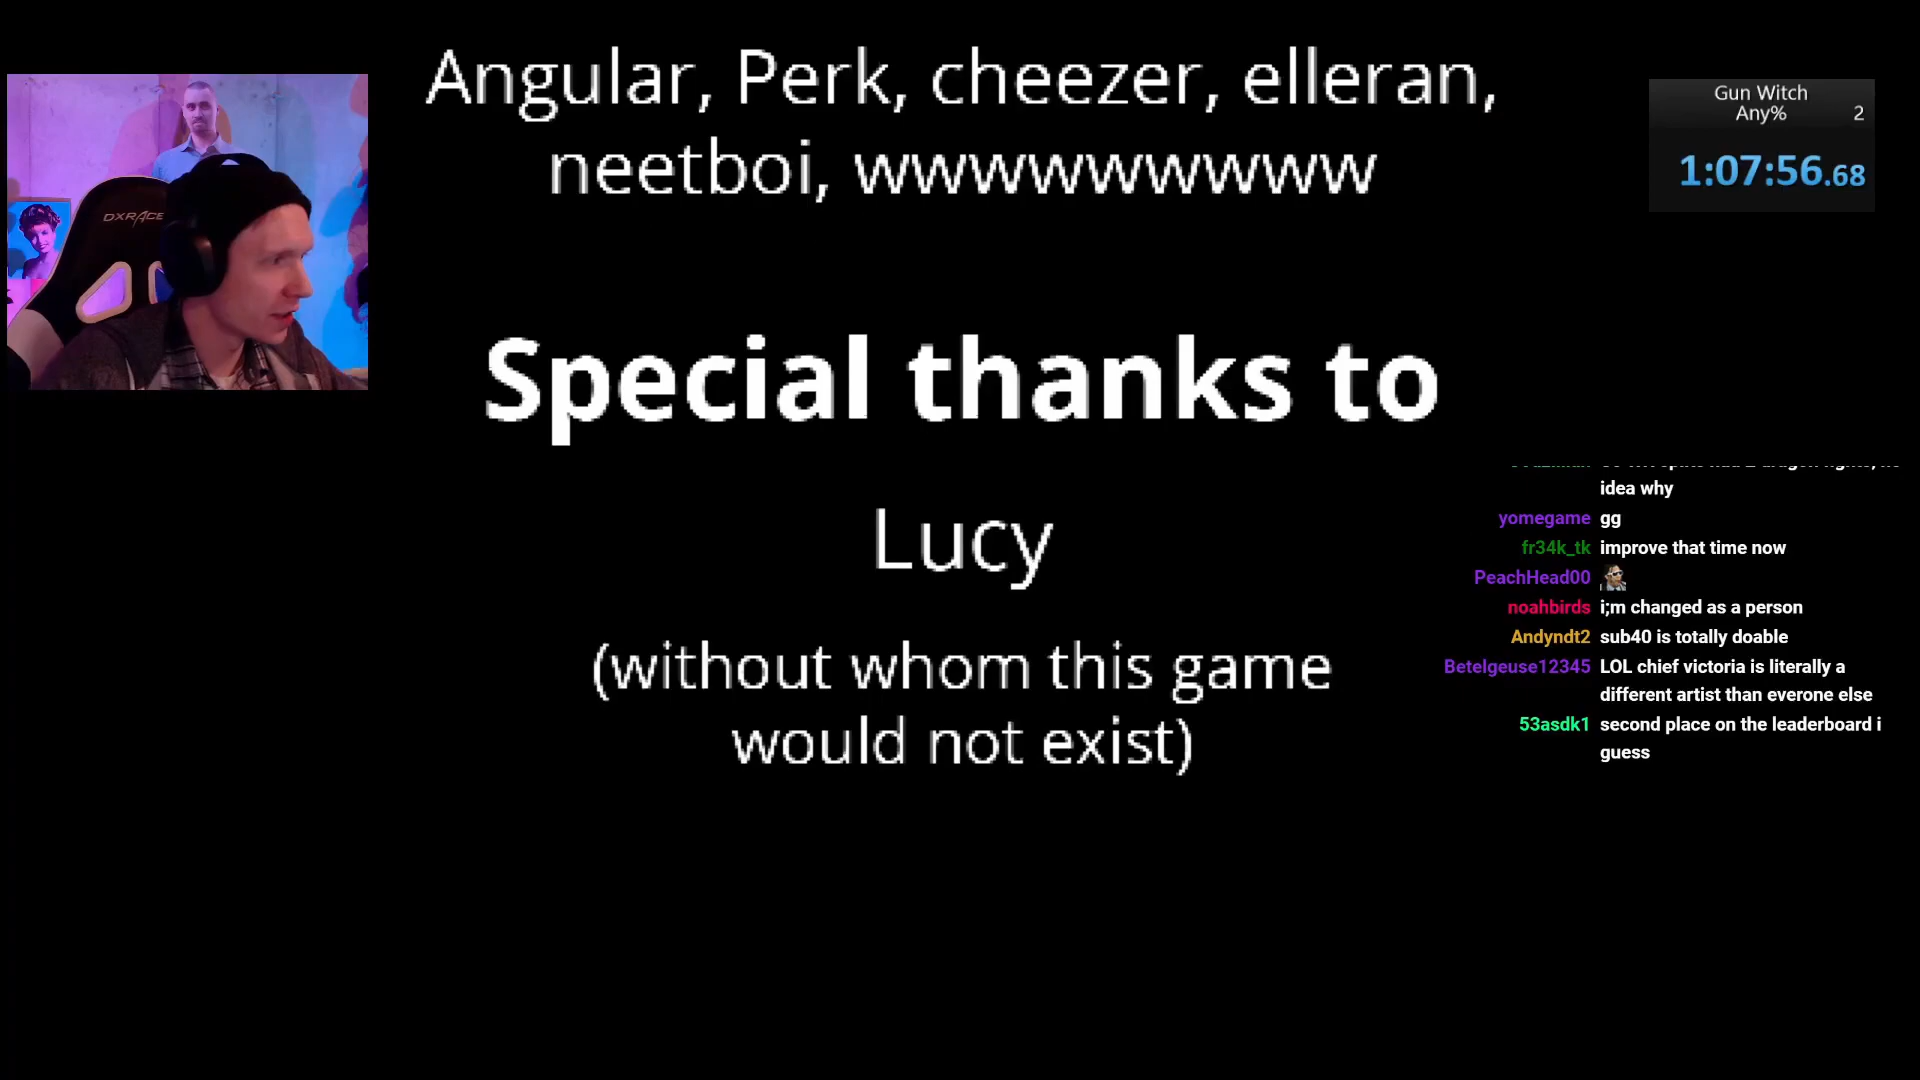 Angular, Perk, cheezer, elleran,
neetboi, wwwwwwwww
Special thanks to
Lucy
(without whom this game
would not exist)
DXRACE
Gun Witch
Any% 2
1:07:56.68
idea why
yomegame gg
fr34k_tk improve that time now
PeachHead00
noahbirds i;m changed as a person
Andyndt2 sub40 is totally doable
Betelgeuse12345 LOL chief victoria is literally a
different artist than everone else
53asdk1 second place on the leaderboard i
guess